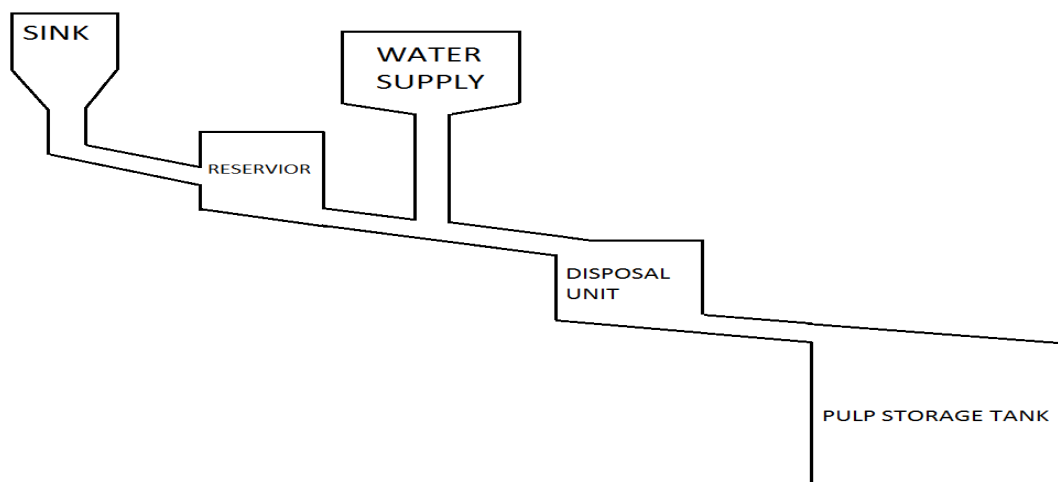 SINK
WATER
SUPPLY
RESERVIOR
DISPOSAL
UNIT
PULP STORAGE TANK